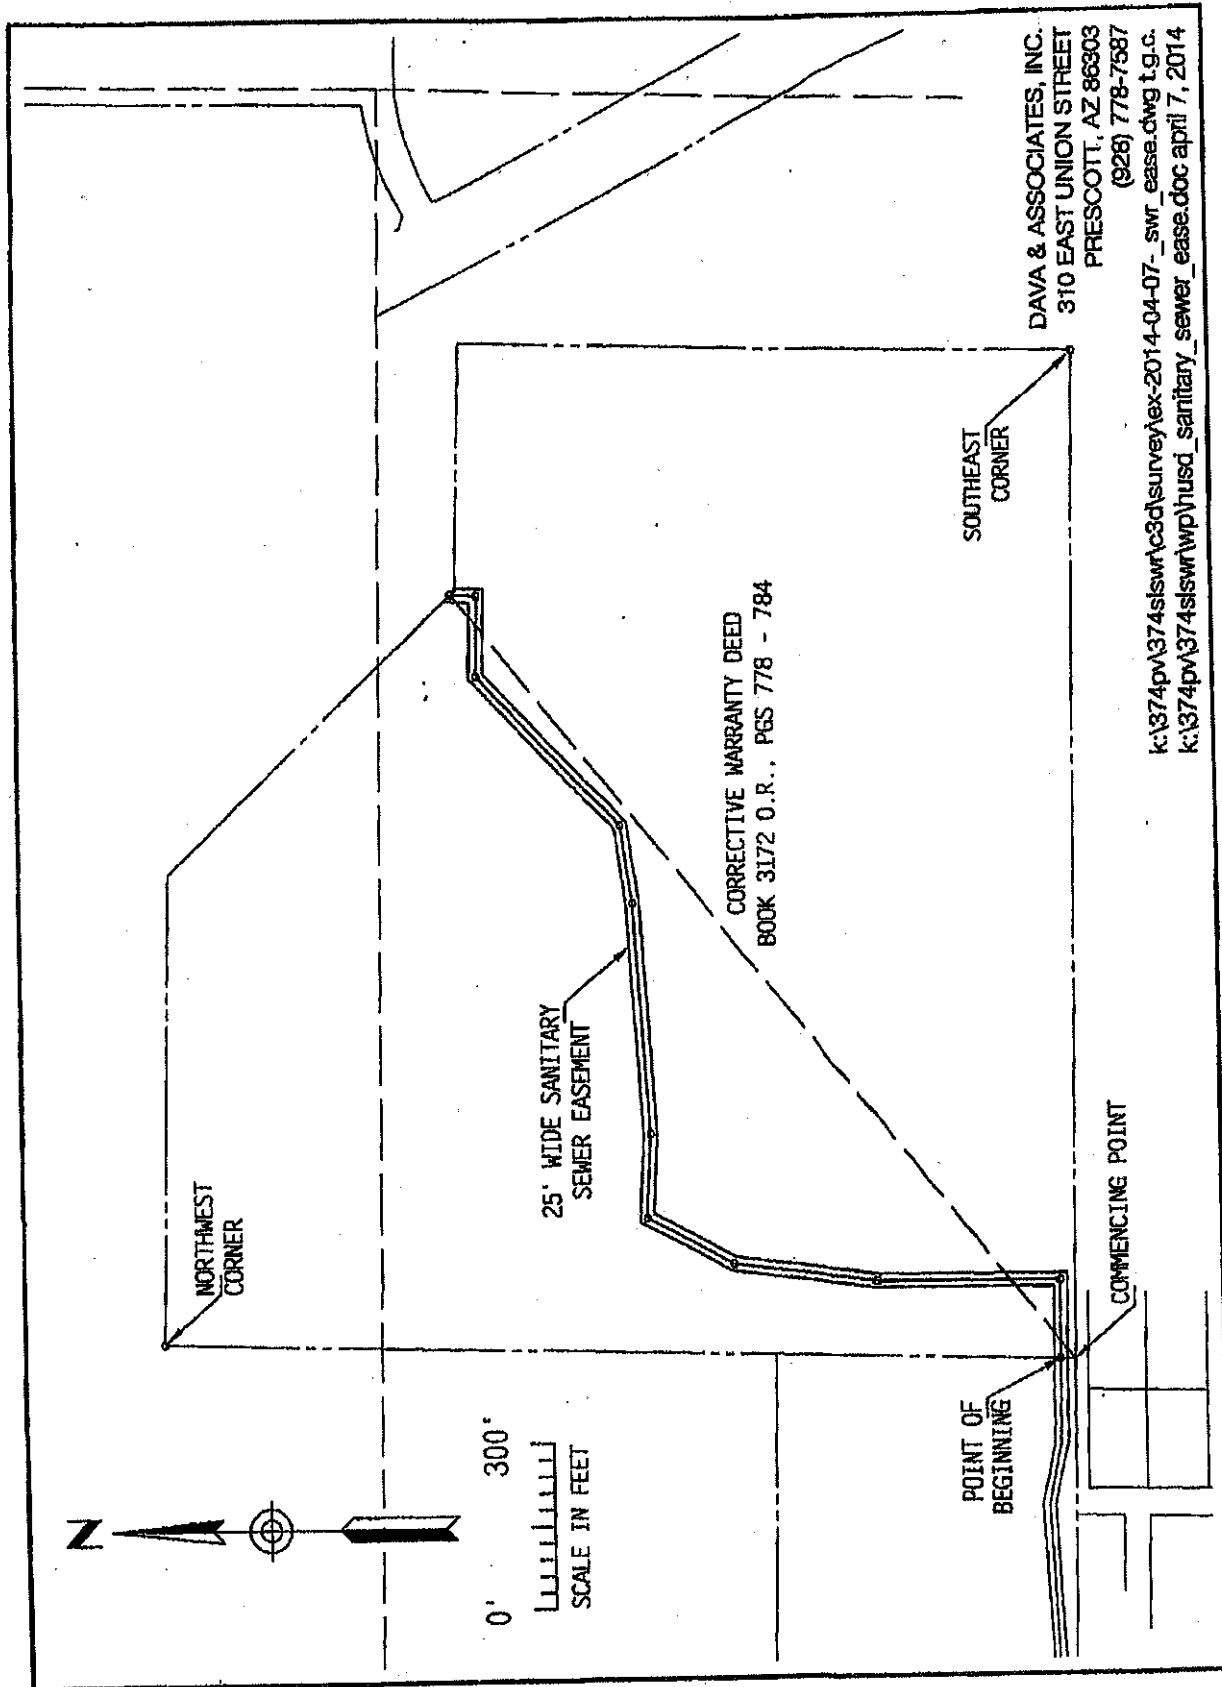 NORTHWEST
CORNER
N
0' 300'
SCALE IN FEET
25' WIDE SANITARY
SEWER EASEMENT
CORRECTIVE WARRANTY DEED
BOOK 3172 O.R., PGS 778 - 784
SOUTHEAST
CORNER
POINT OF
BEGINNING
COMMENCING POINT
DAVA & ASSOCIATES, INC.
310 EAST UNION STREET
PRESCOTT, AZ 86303
(928) 778-7587
k:\374pv\374slswr\c3d\survey\ex-2014-04-07-_swr_ease.dwg t.g.c.
k:\374pv\374slswr\wp\husd_sanitary_sewer_ease.doc april 7, 2014